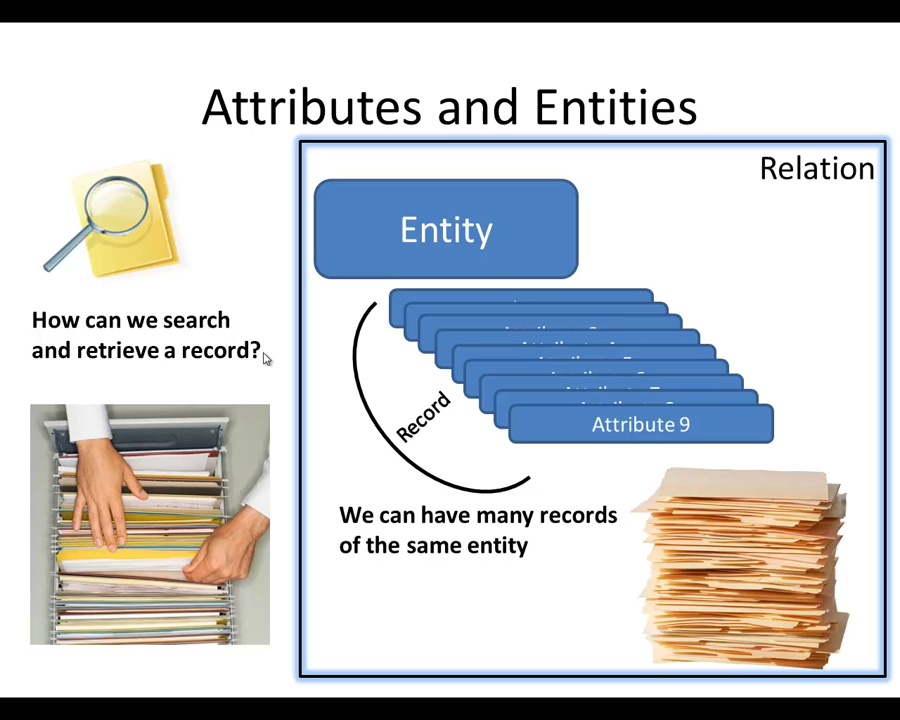 Attributes and Entities
Relation
Entity
How can we search
and retrieve a record?
Record
Attribute 9
We can have many records
of the same entity